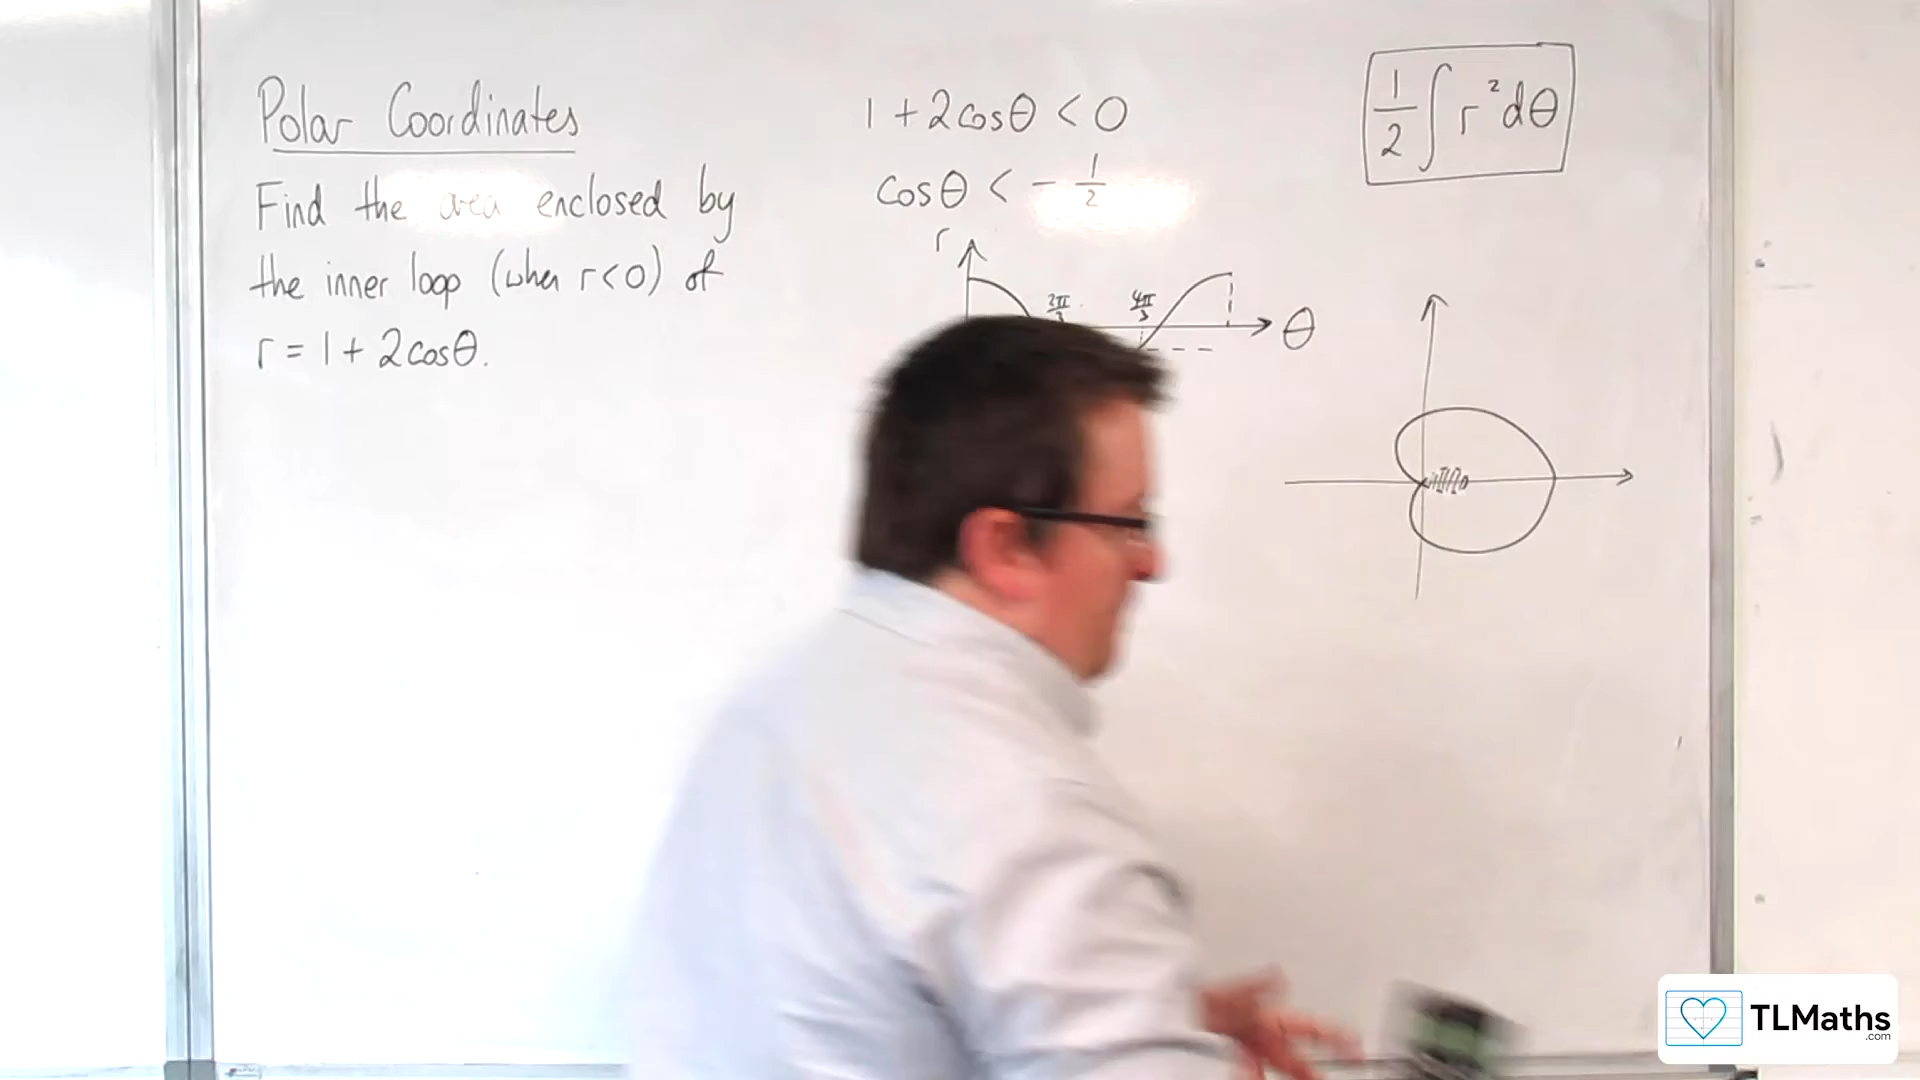 Polar Coordinates
Find the area enclosed by
the inner loop (when r<0) of
r = 1 + 2cosθ.
1 + 2cosθ < 0
cosθ < - 1/2
r
2π/3
4π/3
θ
1/2 ∫ r² dθ
TLMaths
.com